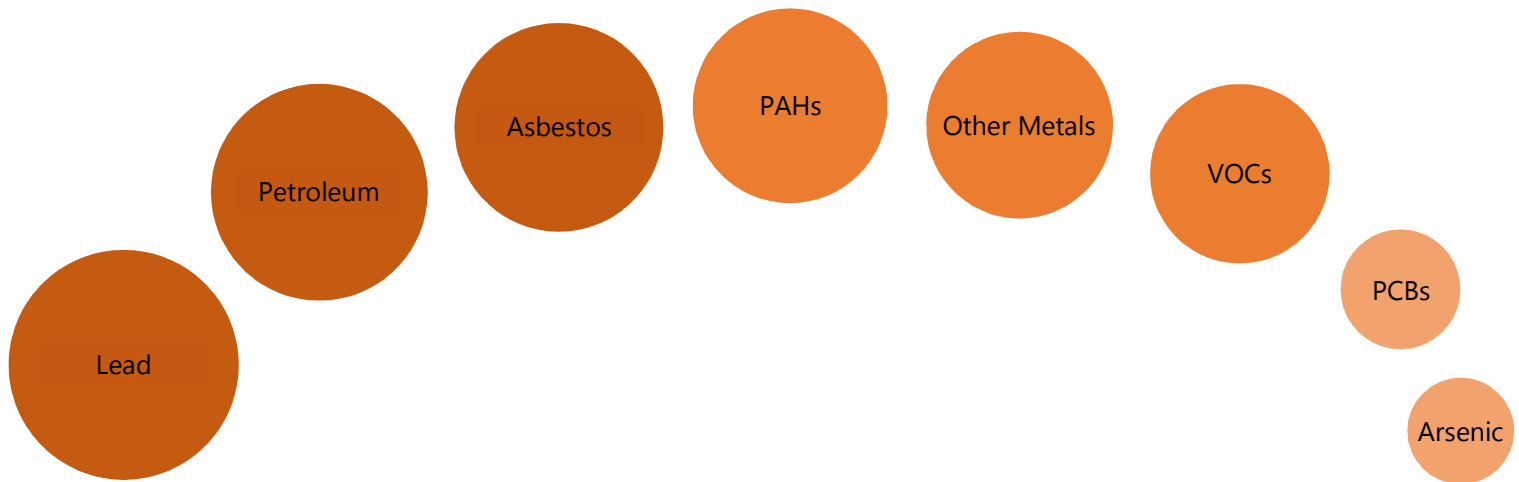 Lead
Petroleum
Asbestos
PAHs
Other Metals
VOCs
PCBs
Arsenic